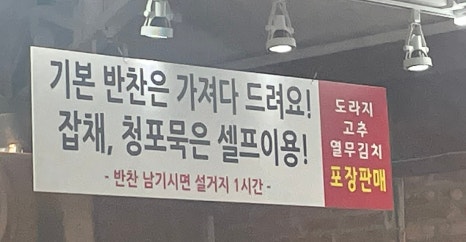 기본 반찬은 가져다 드려요!
잡채, 청포묵은 셀프이용!
- 반찬 남기시면 설거지 1시간 -
도라지
고추
열무김치
포장판매